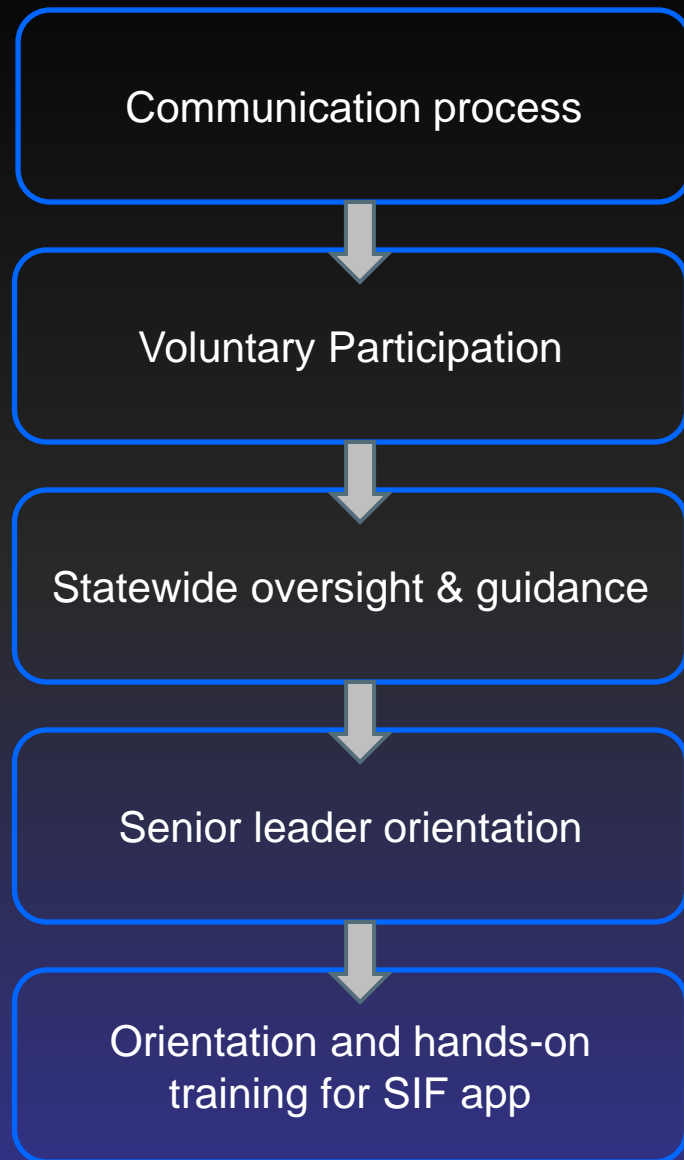 Communication process
Voluntary Participation
Statewide oversight & guidance
Senior leader orientation
Orientation and hands-on
training for SIF app